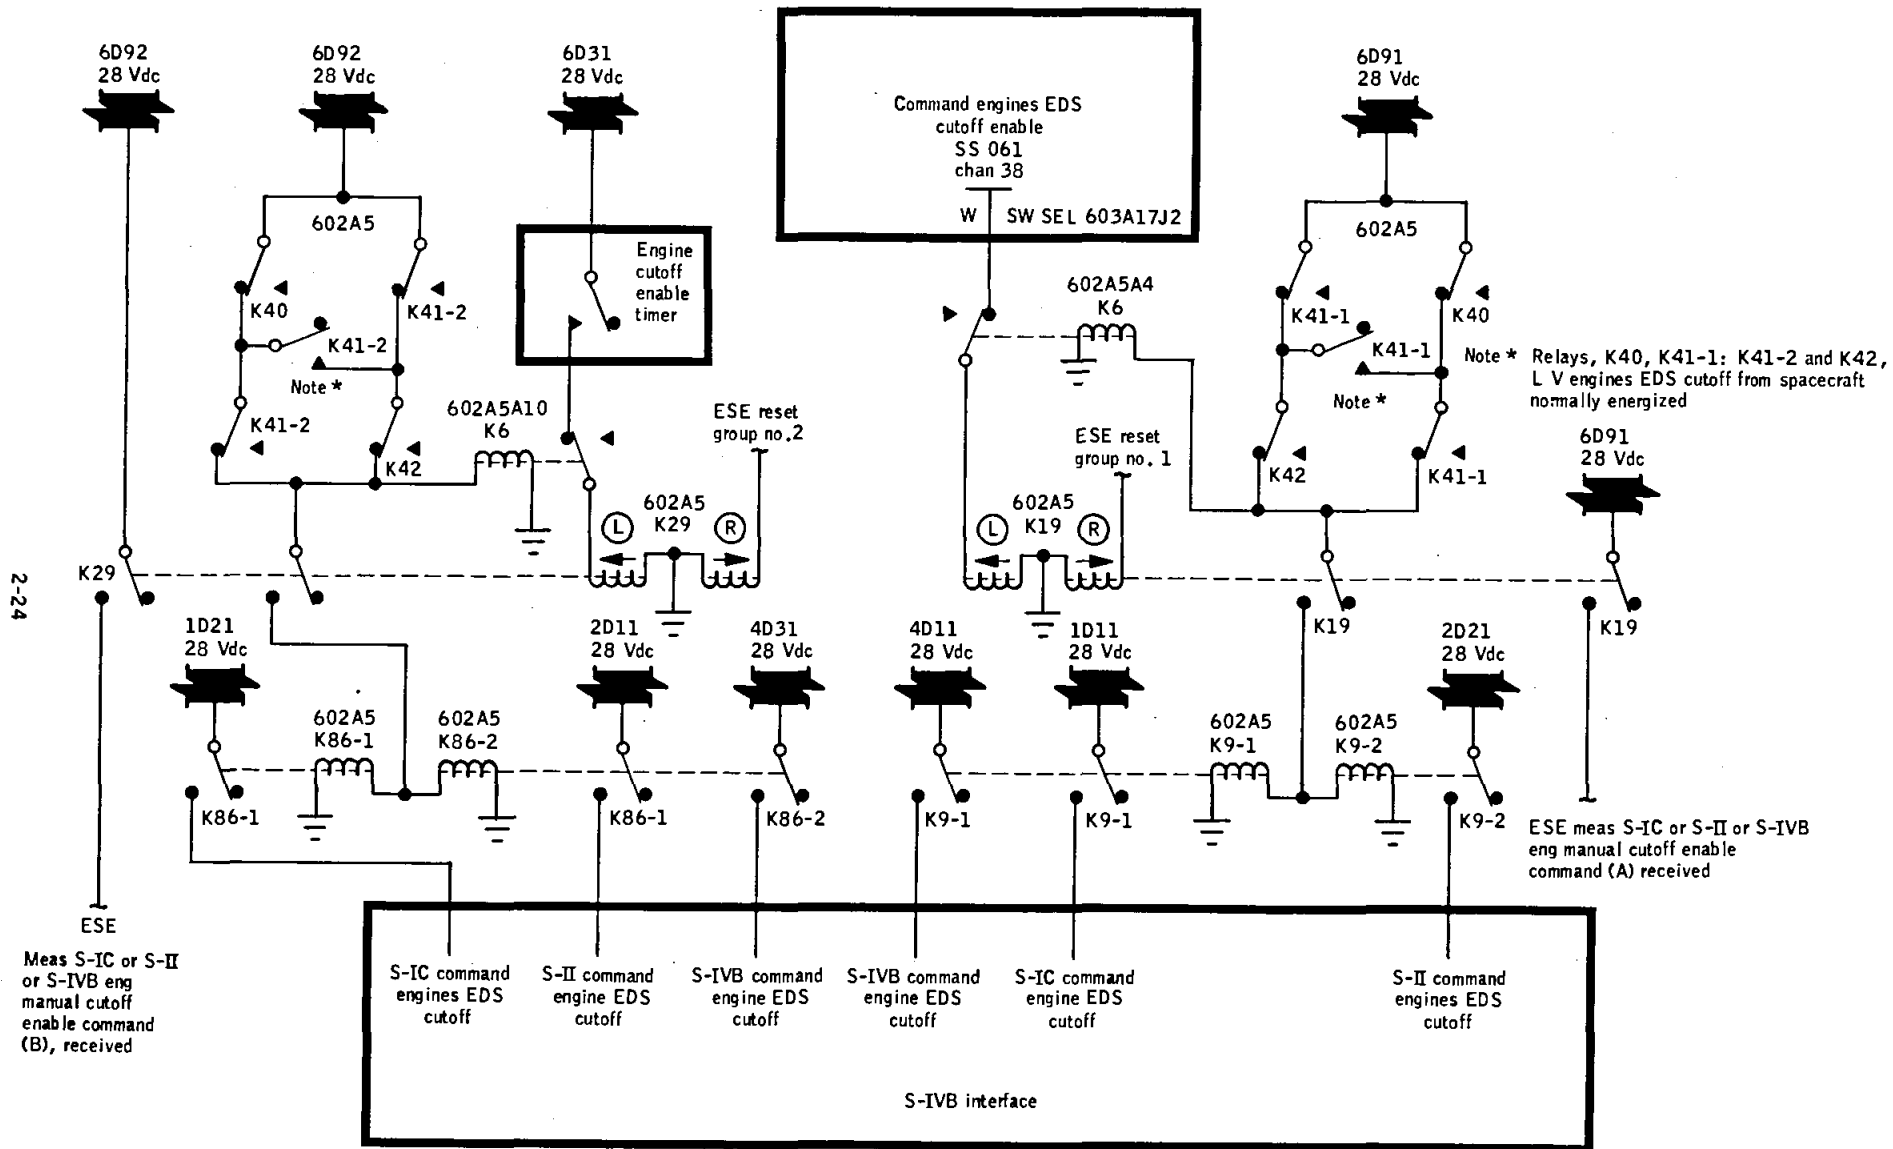 6D92
28 Vdc
6D92
28 Vdc
6D31
28 Vdc
6D91
28 Vdc
Command engines EDS
cutoff enable
SS 061
chan 38
W SW SEL 603A17J2
602A5
K40
K41-2
K41-2
Note *
K41-2
K42
Engine
cutoff
enable
timer
602A5A10
K6
ESE reset
group no.2
L
602A5
K29
R
602A5A4
K6
ESE reset
group no. 1
L
602A5
K19
R
602A5
K41-1
K40
K41-1
Note *
K42
K41-1
Note * Relays, K40, K41-1: K41-2 and K42,
L V engines EDS cutoff from spacecraft
normally energized
6D91
28 Vdc
K29
K19
K19
2-24
1D21
28 Vdc
2D11
28 Vdc
4D31
28 Vdc
4D11
28 Vdc
1D11
28 Vdc
2D21
28 Vdc
602A5
K86-1
602A5
K86-2
602A5
K9-1
602A5
K9-2
K86-1
K86-1
K86-2
K9-1
K9-1
K9-2
ESE meas S-IC or S-II or S-IVB
eng manual cutoff enable
command (A) received
ESE
Meas S-IC or S-II
or S-IVB eng
manual cutoff
enable command
(B), received
S-IC command
engines EDS
cutoff
S-II command
engine EDS
cutoff
S-IVB command
engine EDS
cutoff
S-IVB command
engine EDS
cutoff
S-IC command
engine EDS
cutoff
S-II command
engines EDS
cutoff
S-IVB interface